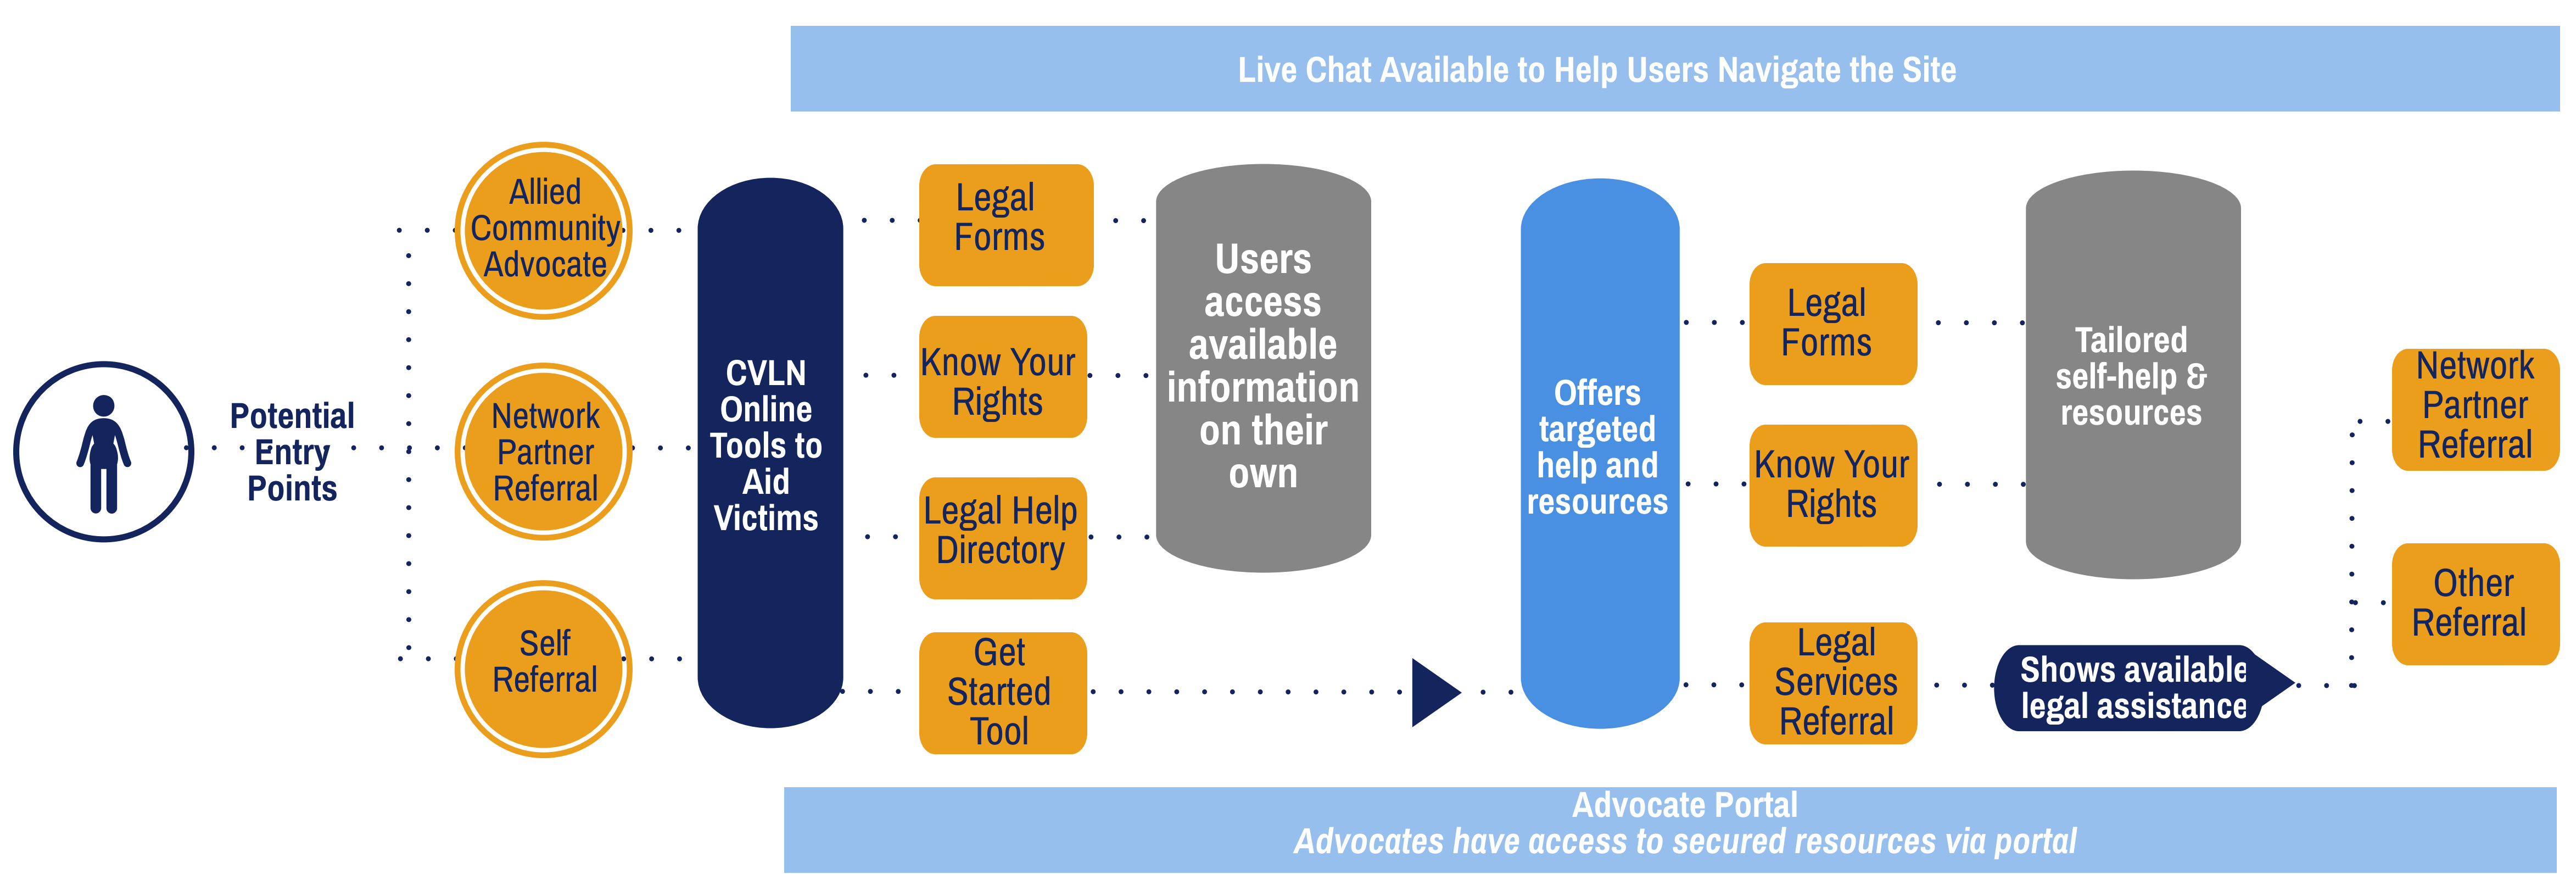 Live Chat Available to Help Users Navigate the Site
Potential
Entry
Points
Allied
Community
Advocate
Network
Partner
Referral
Self
Referral
CVLN
Online
Tools to
Aid
Victims
Legal
Forms
Know Your
Rights
Legal Help
Directory
Get
Started
Tool
Users
access
available
information
on their
own
Offers
targeted
help and
resources
Legal
Forms
Know Your
Rights
Legal
Services
Referral
Tailored
self-help &
resources
Shows available
legal assistance
Network
Partner
Referral
Other
Referral
Advocate Portal
Advocates have access to secured resources via portal